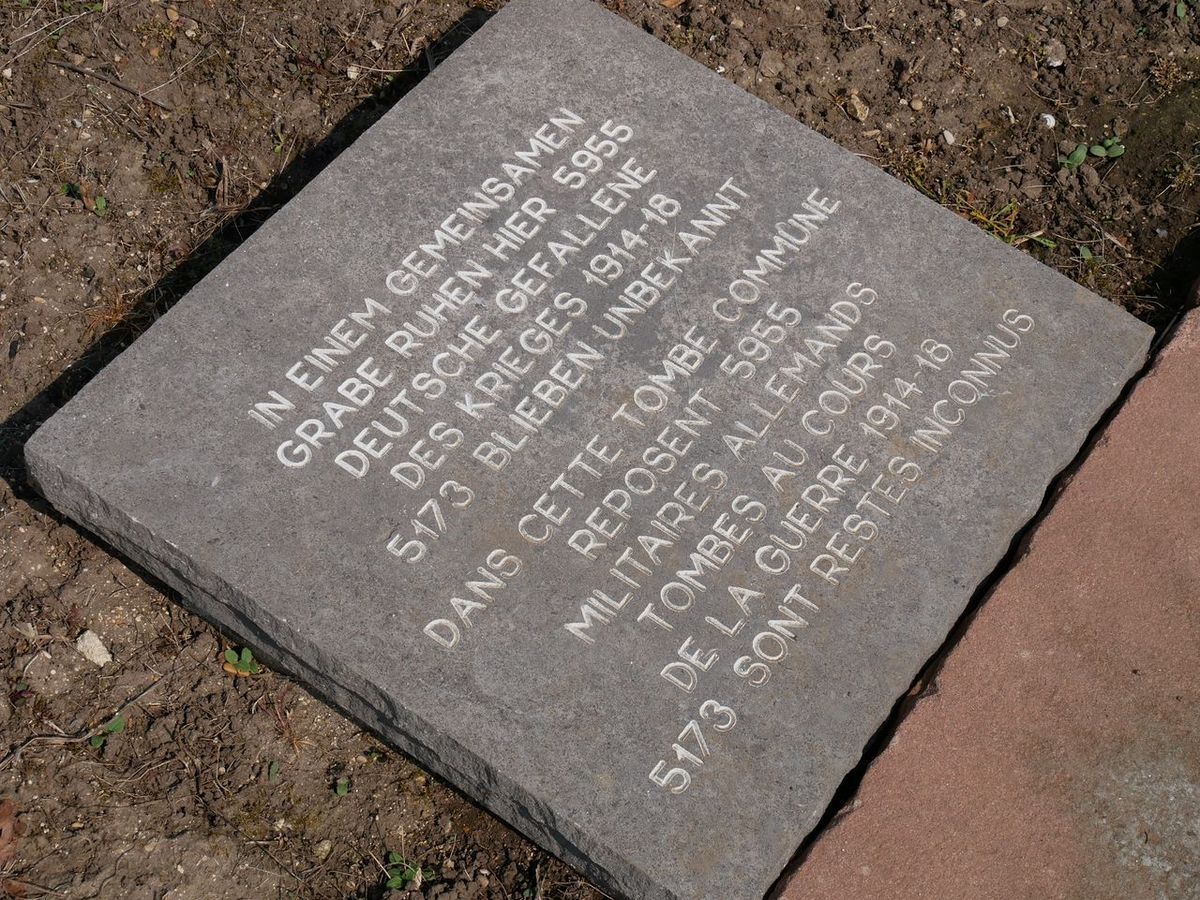 IN EINEM GEMEINSAMEN
GRABE RUHEN HIER 5955
DEUTSCHE GEFALLENE
DES KRIEGES 1914-18
5173 BLIEBEN UNBEKANNT
DANS CETTE TOMBE COMMÛNE
REPOSENT 5955
MILITAIRES ALLEMANDS
TOMBES AU COURS
DE LA GUERRE 1914-18
5173 SONT RESTES INCONNUS